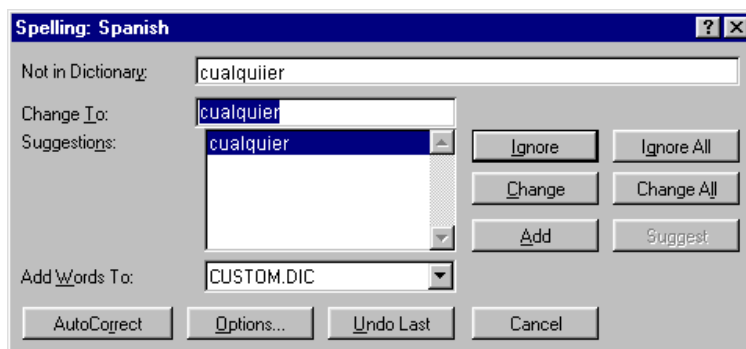 Spelling: Spanish ? X
Not in Dictionary: cualquiier
Change To: cualquier
Suggestions: cualquier
Ignore Ignore All
Change Change All
Add Suggest
Add Words To: CUSTOM.DIC
AutoCorrect Options... Undo Last Cancel